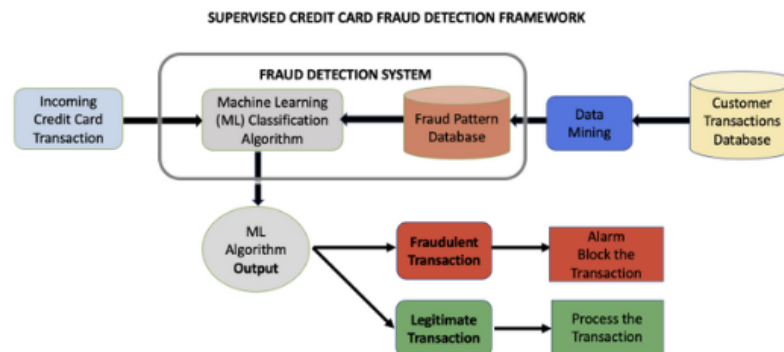 SUPERVISED CREDIT CARD FRAUD DETECTION FRAMEWORK
FRAUD DETECTION SYSTEM
Incoming
Credit Card
Transaction
Machine Learning
(ML) Classification
Algorithm
Fraud Pattern
Database
Data
Mining
Customer
Transactions
Database
ML
Algorithm
Output
Fraudulent
Transaction
Alarm
Block the
Transaction
Legitimate
Transaction
Process the
Transaction